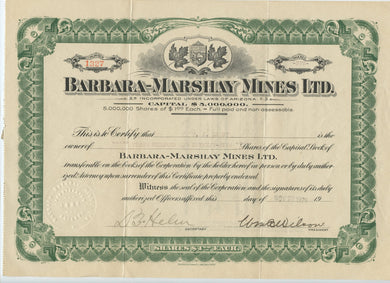 1327
BARBARA-MARSHAY MINES LTD.
INCORPORATED UNDER LAWS OF ARIZONA
CAPITAL $5,000,000.
5,000,000 Shares of $1.00 Each. Full paid and non assessable.
This is to Certify that is the
owner of Shares of the Capital Stock of
BARBARA-MARSHAY MINES LTD.
transferable on the books of the Corporation by the holder hereof in person or by duly author-
ized Attorney upon surrender of this Certificate properly endorsed.
Witness the seal of the Corporation and the signatures of its duly
authorized Officers affixed this day of 19
SECRETARY
PRESIDENT
SHARES $1.00 EACH.